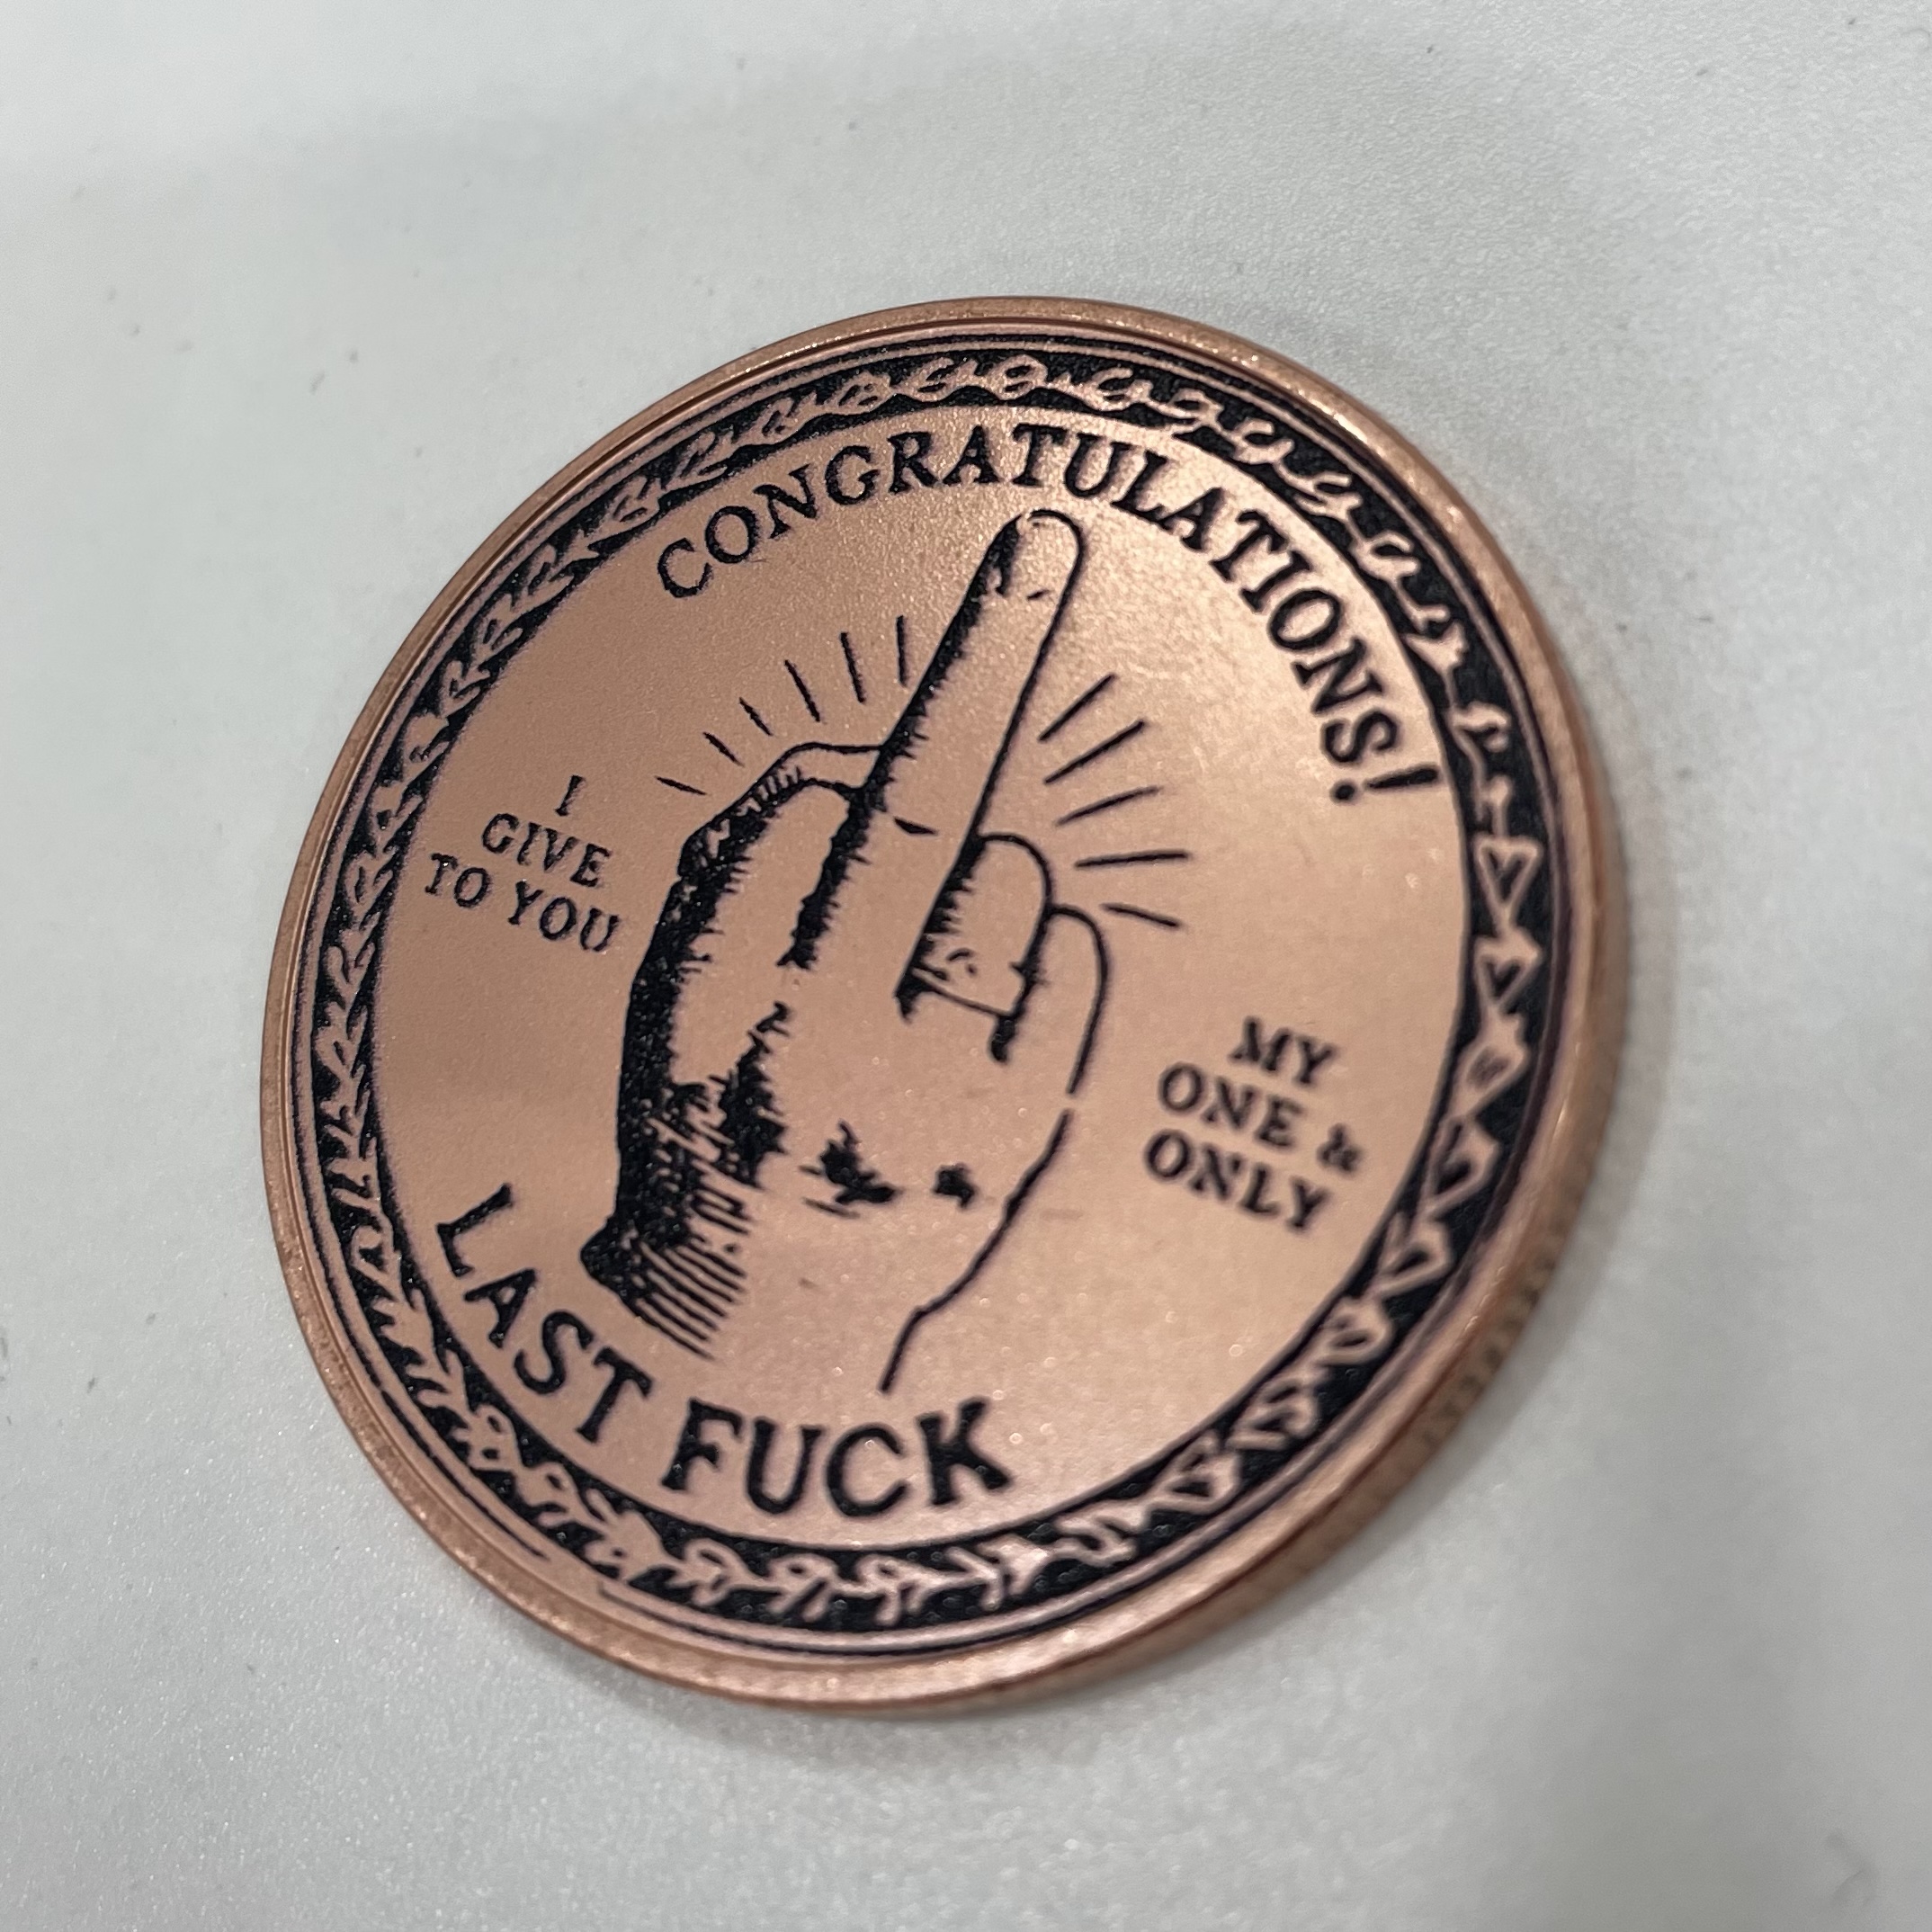 CONGRATULATIONS!
I
GIVE
TO YOU
MY
ONE &
ONLY
LAST FUCK